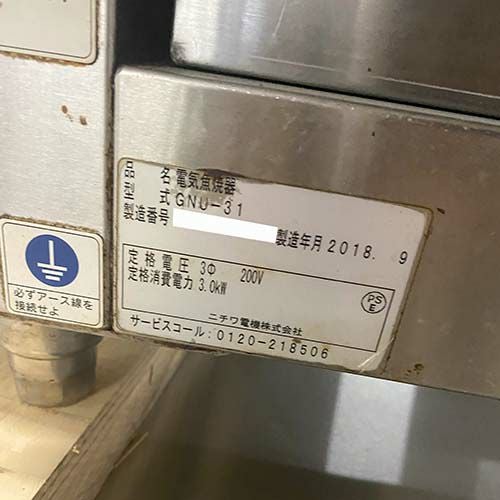 品名 電気魚焼器
型式 GNU-31
製造番号 製造年月 2018. 9
定格電圧 3Φ 200V
定格消費電力 3.0kW
PS
E
ニチワ電機株式会社
サービスコール:0120-218506
必ずアース線を
接続せよ